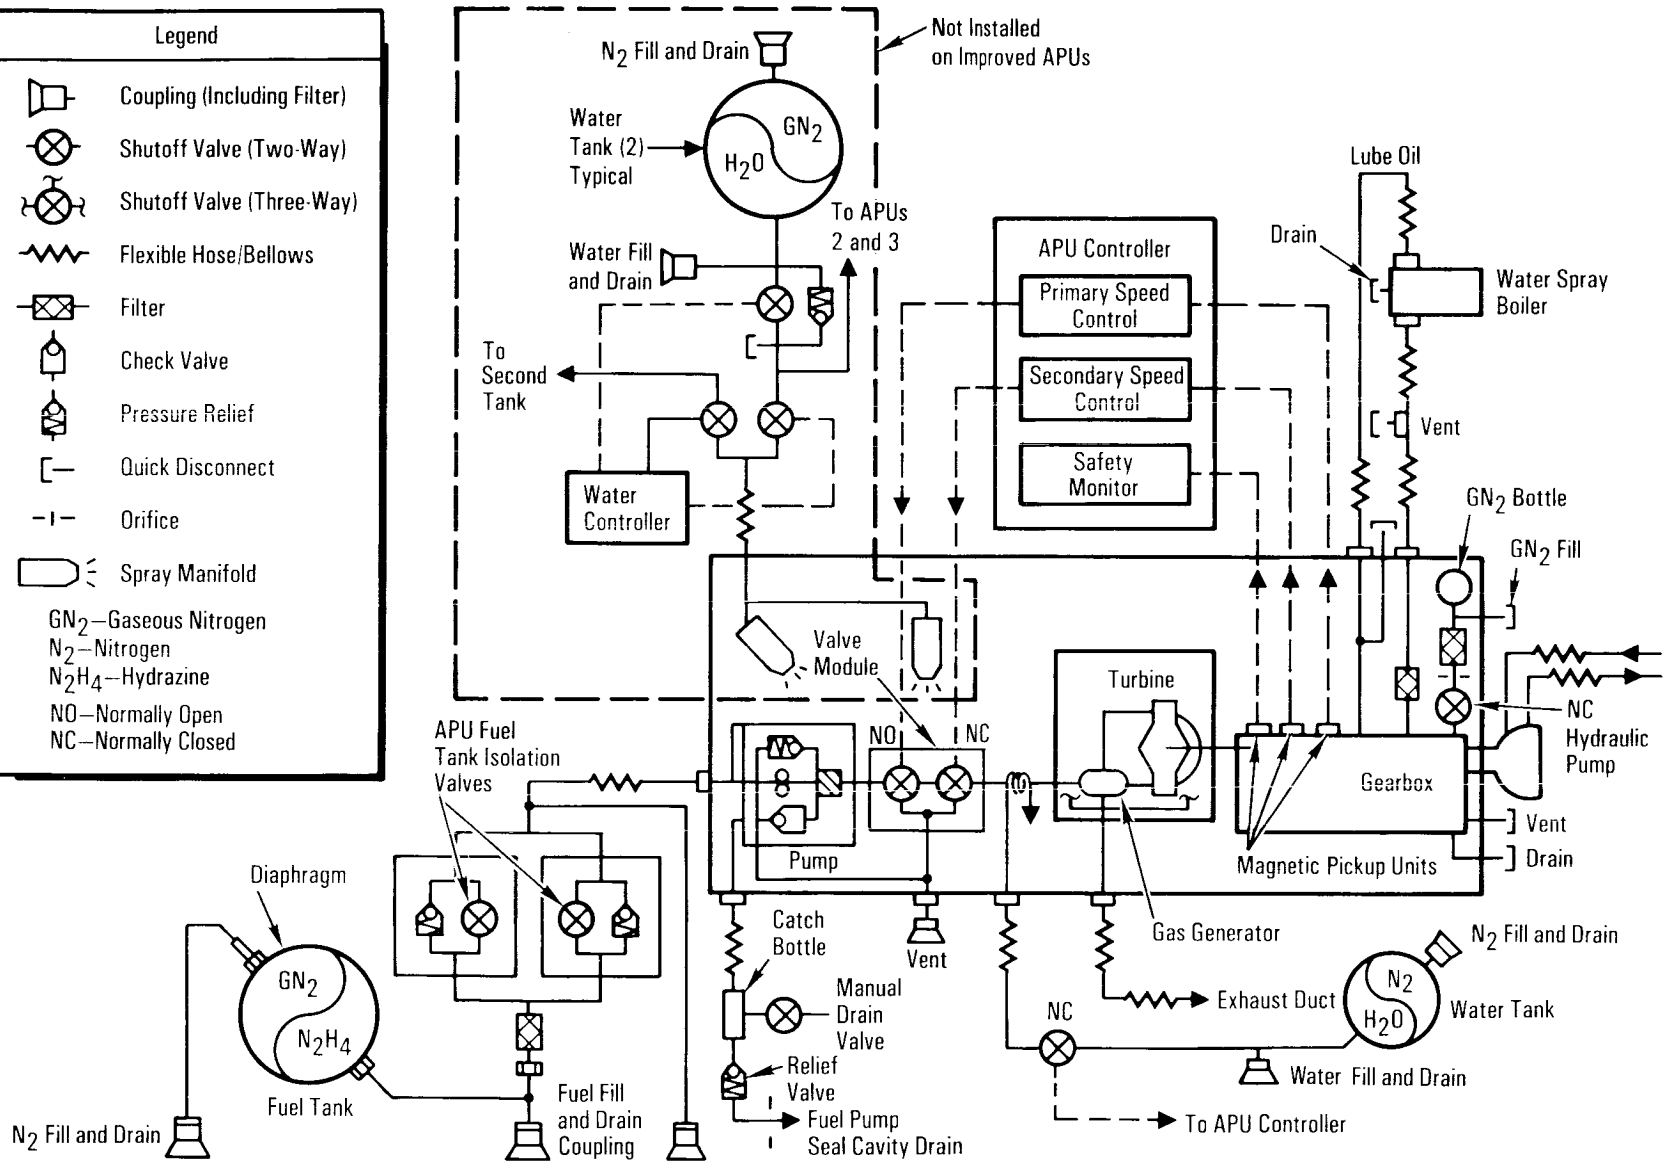 Legend
Coupling (Including Filter)
Shutoff Valve (Two-Way)
Shutoff Valve (Three-Way)
Flexible Hose/Bellows
Filter
Check Valve
Pressure Relief
Quick Disconnect
Orifice
Spray Manifold
GN2—Gaseous Nitrogen
N2—Nitrogen
N2H4—Hydrazine
NO—Normally Open
NC—Normally Closed
N2 Fill and Drain
Not Installed
on Improved APUs
Water
Tank (2)
Typical
GN2
H2O
To APUs
2 and 3
Water Fill
and Drain
To
Second
Tank
Water
Controller
APU Controller
Primary Speed
Control
Secondary Speed
Control
Safety
Monitor
Lube Oil
Drain
Water Spray
Boiler
Vent
GN2 Bottle
GN2 Fill
NC
Hydraulic
Pump
Valve
Module
NO
NC
Turbine
Gearbox
Vent
Drain
Magnetic Pickup Units
Pump
APU Fuel
Tank Isolation
Valves
Diaphragm
GN2
N2H4
Fuel Tank
N2 Fill and Drain
Fuel Fill
and Drain
Coupling
Catch
Bottle
Manual
Drain
Valve
Relief
Valve
Fuel Pump
Seal Cavity Drain
Vent
Gas Generator
Exhaust Duct
NC
N2 Fill and Drain
N2
H2O
Water Tank
Water Fill and Drain
To APU Controller